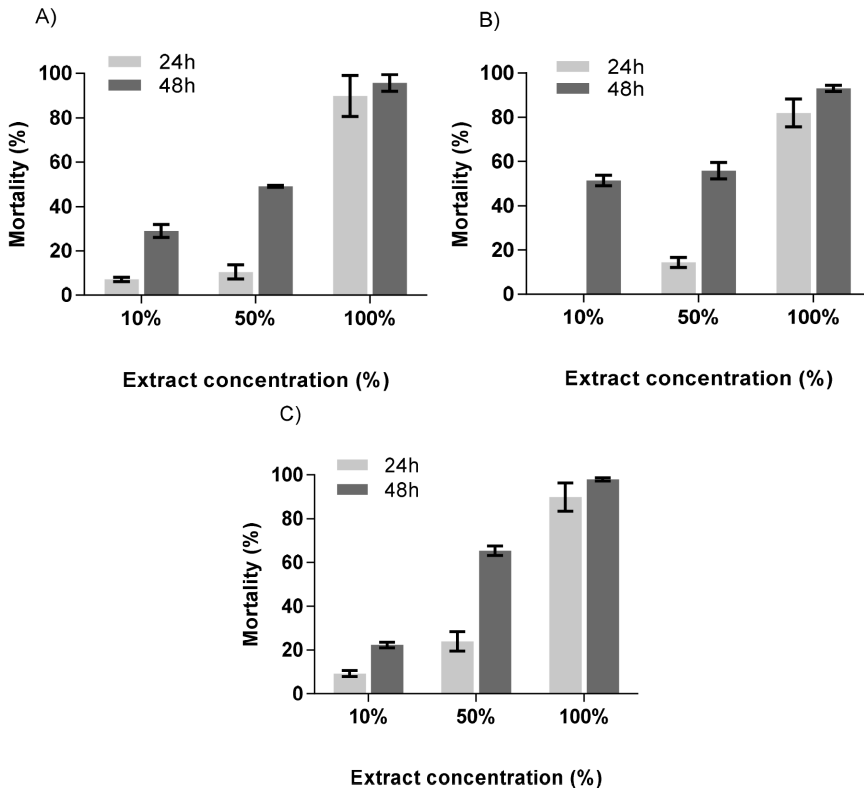 A)
24h
48h
100
80
60
40
20
0
Mortality (%)
10% 50% 100%
Extract concentration (%)
B)
24h
48h
100
80
60
40
20
0
Mortality (%)
10% 50% 100%
Extract concentration (%)
C)
24h
48h
100
80
60
40
20
0
Mortality (%)
10% 50% 100%
Extract concentration (%)